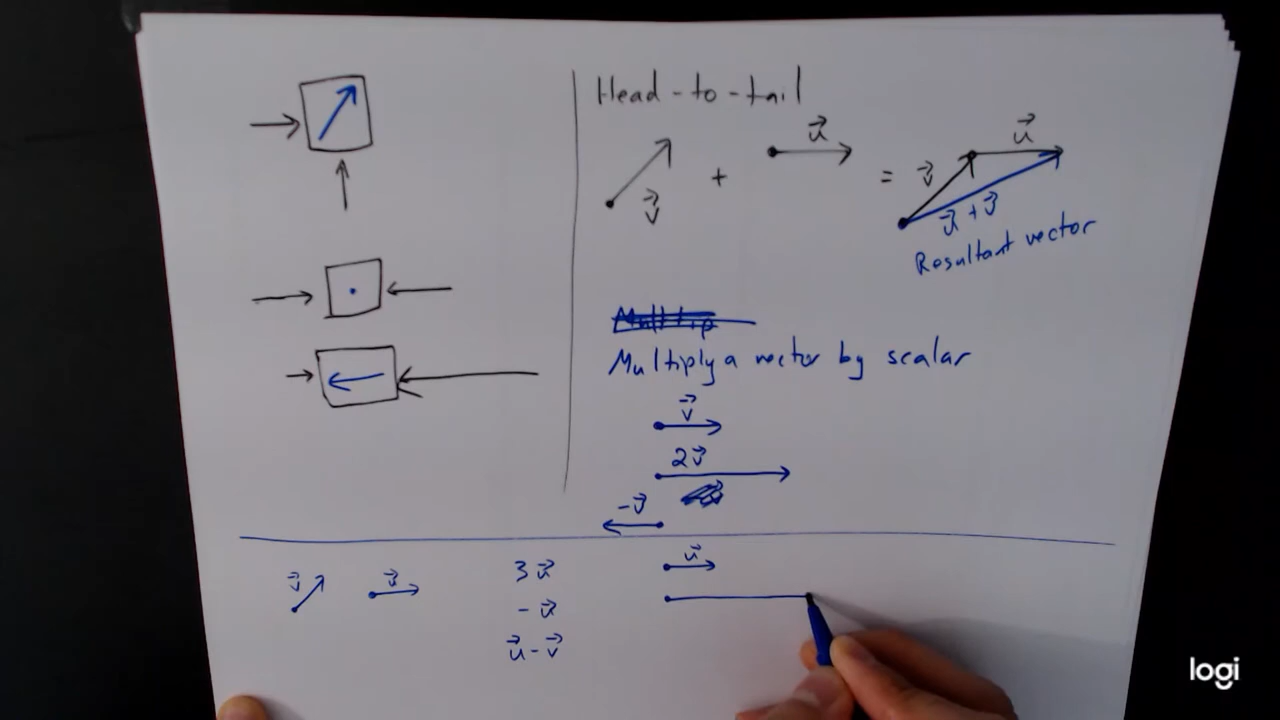 Head-to-tail
v⃗ + u⃗ = v⃗ u⃗
u⃗ + v⃗
Resultant vector
Multiply a vector by scalar
v⃗
2v⃗
-v⃗
v⃗
3u⃗
-u⃗
u⃗ - v⃗
u⃗
logi